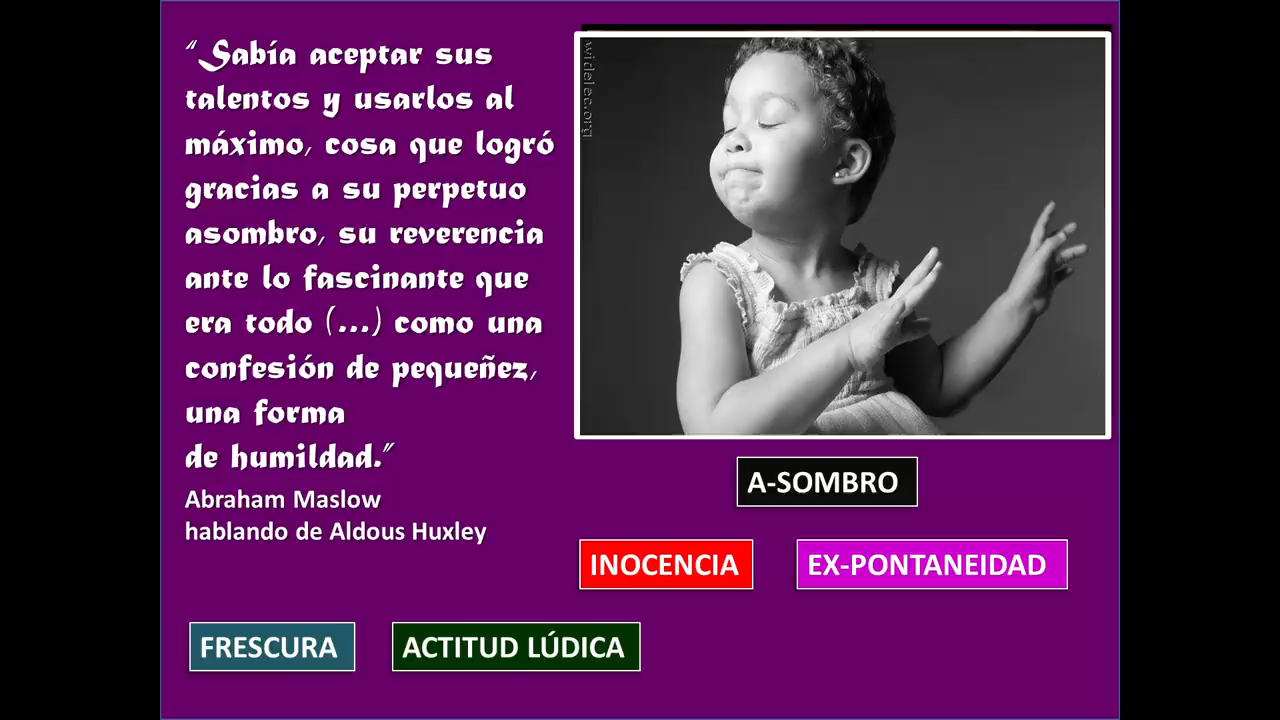 “Sabía aceptar sus
talentos y usarlos al
máximo, cosa que logró
gracias a su perpetuo
asombro, su reverencia
ante lo fascinante que
era todo (...) como una
confesión de pequeñez,
una forma
de humildad.”
Abraham Maslow
hablando de Aldous Huxley
widelec.org
A-SOMBRO
INOCENCIA
EX-PONTANEIDAD
FRESCURA
ACTITUD LÚDICA